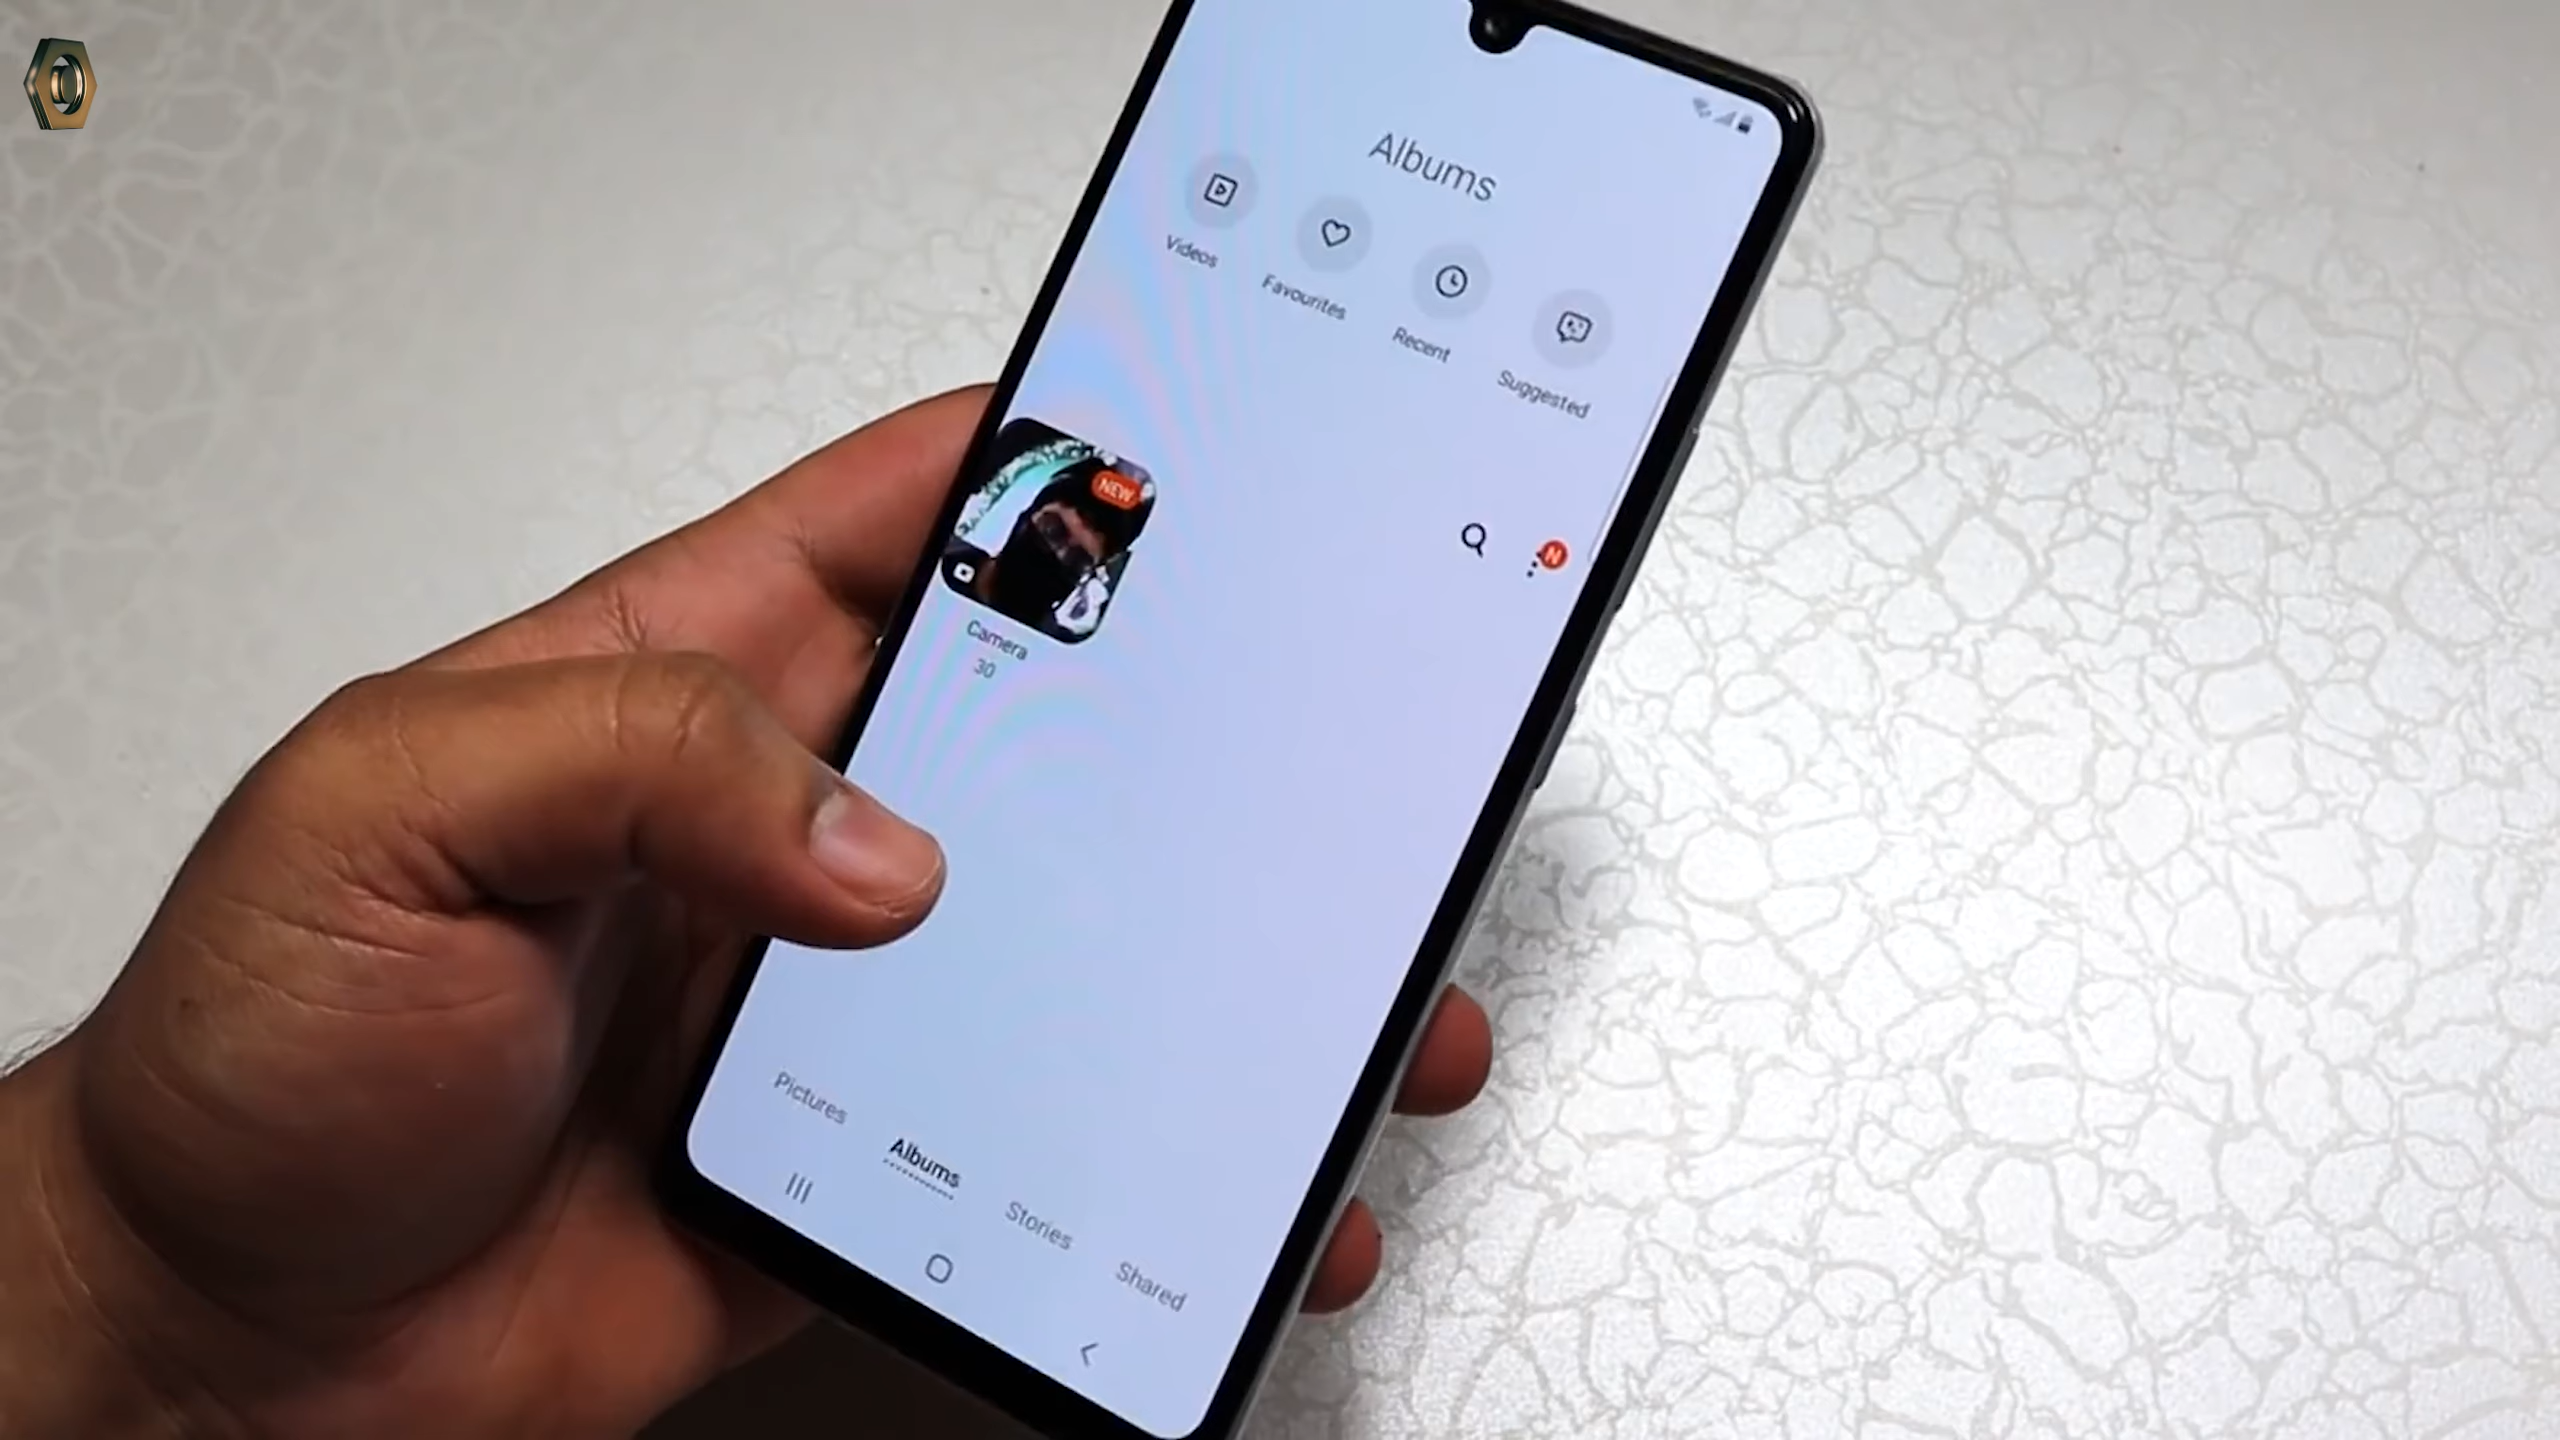 Albums
Videos
Favourites
Recent
Suggested
NEW
N
Camera
30
Pictures
Albums
Stories
Shared